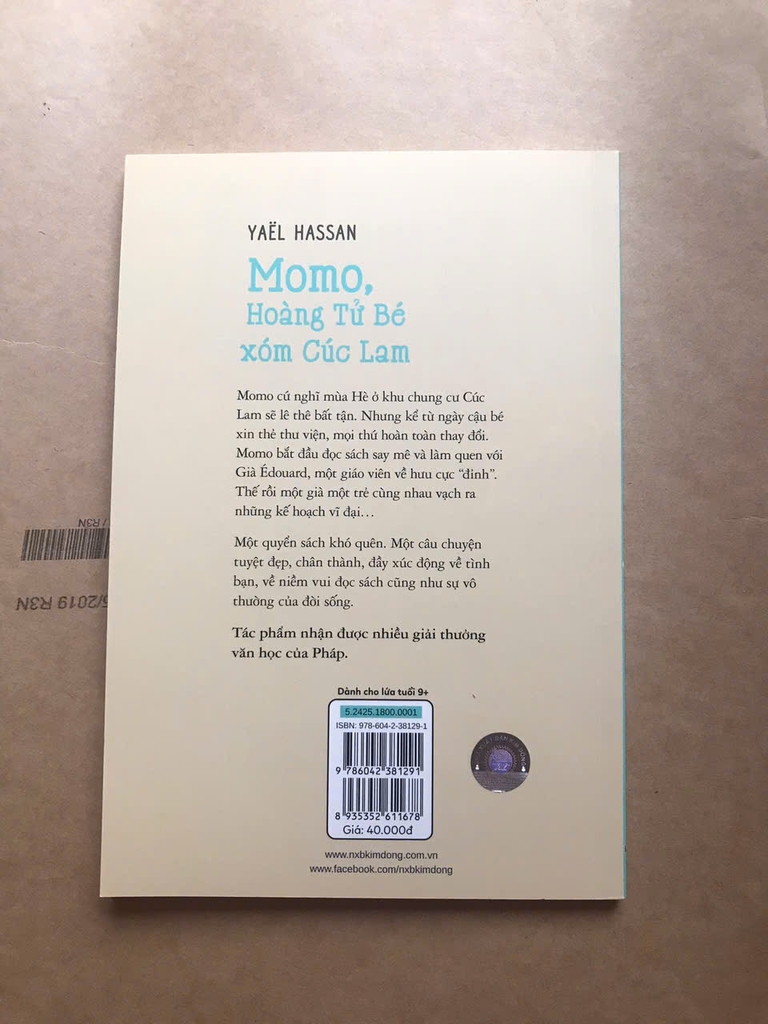 YAËL HASSAN
Momo,
Hoàng Tử Bé
xóm Cúc Lam
Momo cứ nghĩ mùa Hè ở khu chung cư Cúc
Lam sẽ lê thê bất tận. Nhưng kể từ ngày cậu bé
xin thẻ thư viện, mọi thứ hoàn toàn thay đổi.
Momo bắt đầu đọc sách say mê và làm quen với
Già Édouard, một giáo viên về hưu cực “đỉnh”.
Thế rồi một già một trẻ cùng nhau vạch ra
những kế hoạch vĩ đại…
Một quyển sách khó quên. Một câu chuyện
tuyệt đẹp, chân thành, đầy xúc động về tình
bạn, về niềm vui đọc sách cũng như sự vô
thường của đời sống.
Tác phẩm nhận được nhiều giải thưởng
văn học của Pháp.
Dành cho lứa tuổi 9+
5.2425.1800.0001
ISBN: 978-604-2-38129-1
9 786042 381291
8 935352 611678
Giá: 40.000đ
www.nxbkimdong.com.vn
www.facebook.com/nxbkimdong
/ R3N
/2019 R3N